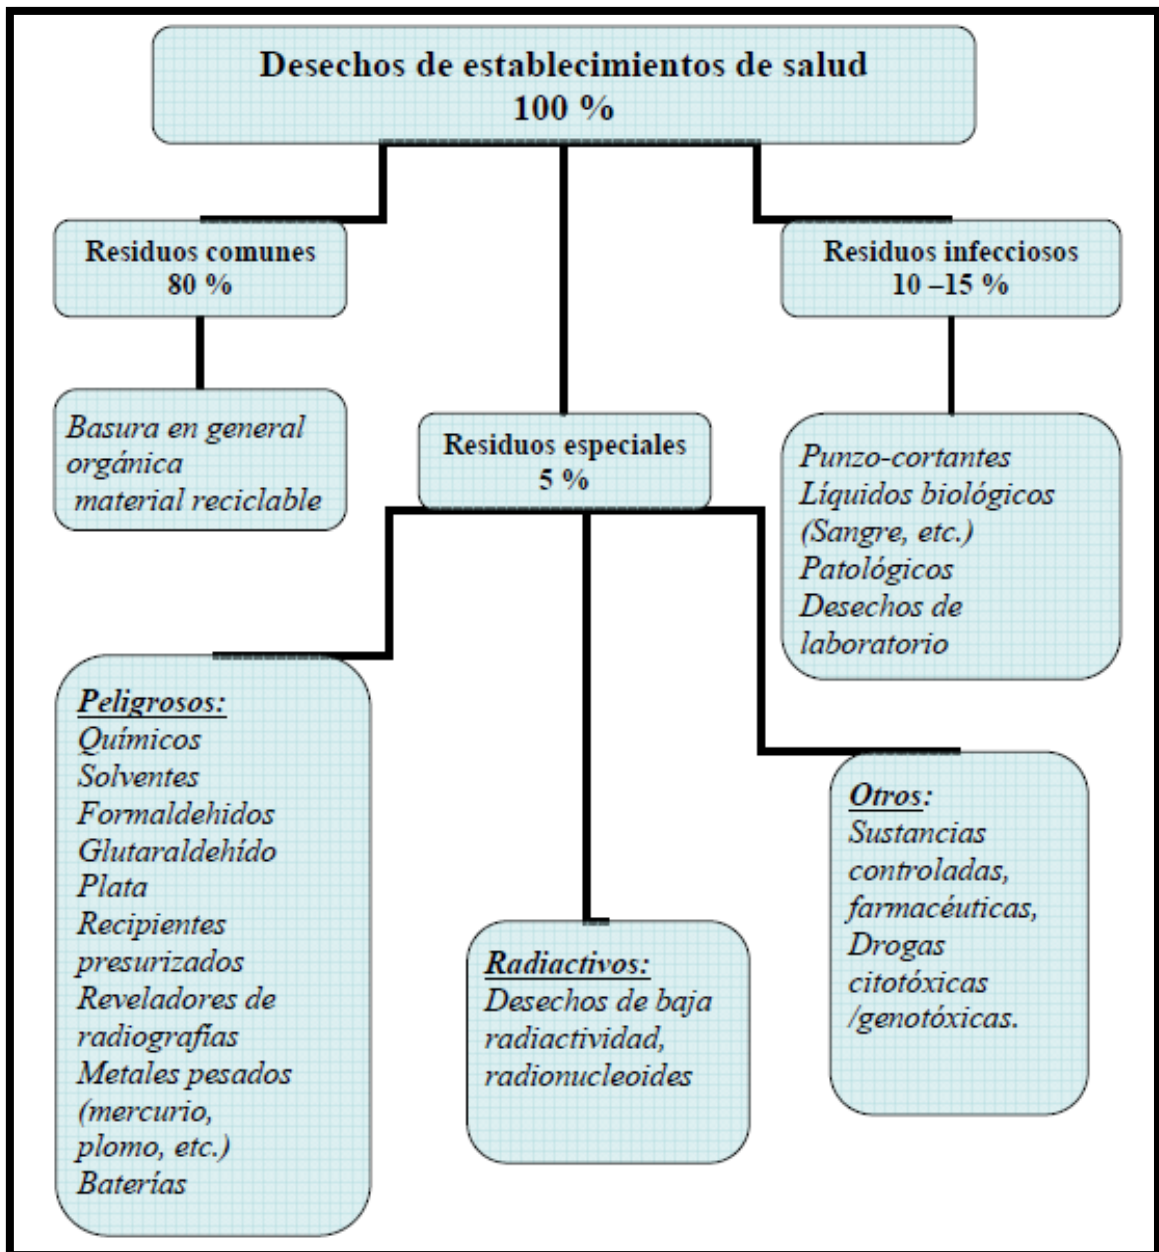 Desechos de establecimientos de salud
100 %
Residuos comunes
80 %
Residuos infecciosos
10 –15 %
Basura en general
orgánica
material reciclable
Residuos especiales
5 %
Punzo-cortantes
Líquidos biológicos
(Sangre, etc.)
Patológicos
Desechos de
laboratorio
Peligrosos:
Químicos
Solventes
Formaldehidos
Glutaraldehído
Plata
Recipientes
presurizados
Reveladores de
radiografías
Metales pesados
(mercurio,
plomo, etc.)
Baterías
Radiactivos:
Desechos de baja
radiactividad,
radionucleoides
Otros:
Sustancias
controladas,
farmacéuticas,
Drogas
citotóxicas
/genotóxicas.